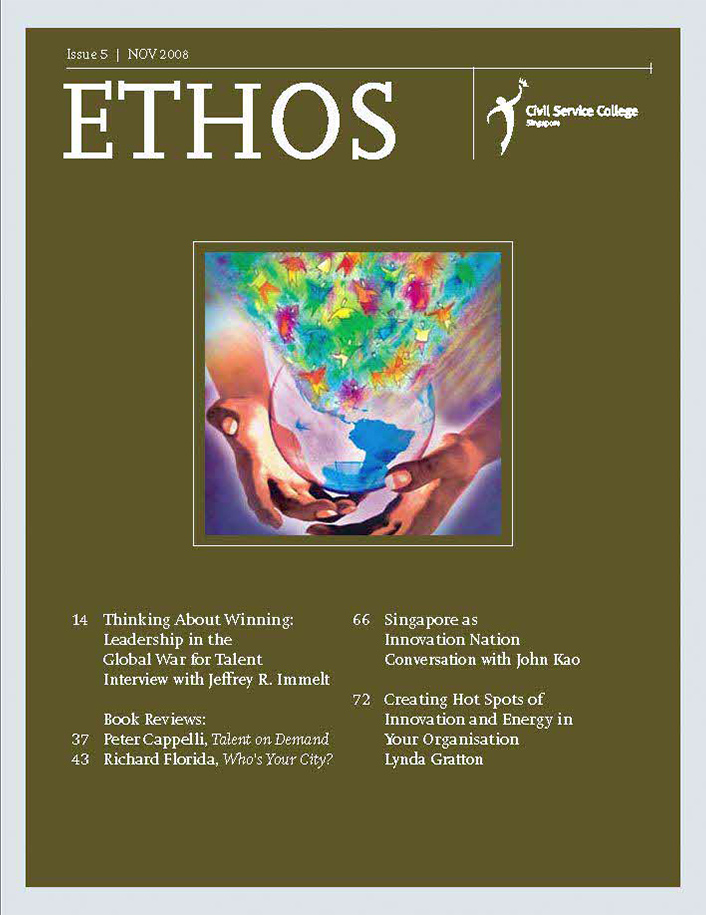 Issue 5 | NOV 2008
ETHOS
Civil Service College
Singapore
14 Thinking About Winning:
Leadership in the
Global War for Talent
Interview with Jeffrey R. Immelt
Book Reviews:
37 Peter Cappelli, Talent on Demand
43 Richard Florida, Who's Your City?
66 Singapore as
Innovation Nation
Conversation with John Kao
72 Creating Hot Spots of
Innovation and Energy in
Your Organisation
Lynda Gratton